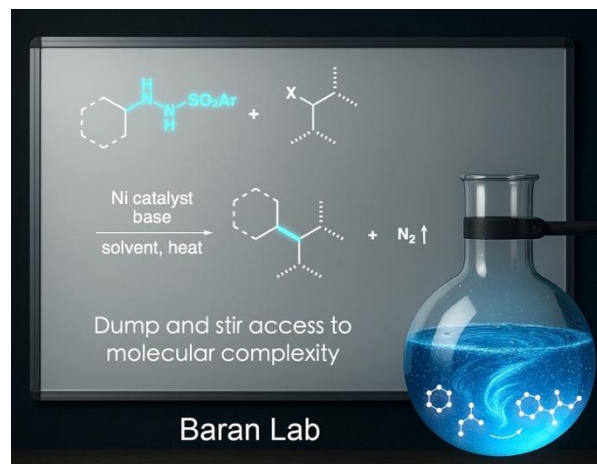 H
N
N
H
SO₂Ar
+
X
Ni catalyst
base
solvent, heat
+ N₂↑
Dump and stir access to
molecular complexity
Baran Lab